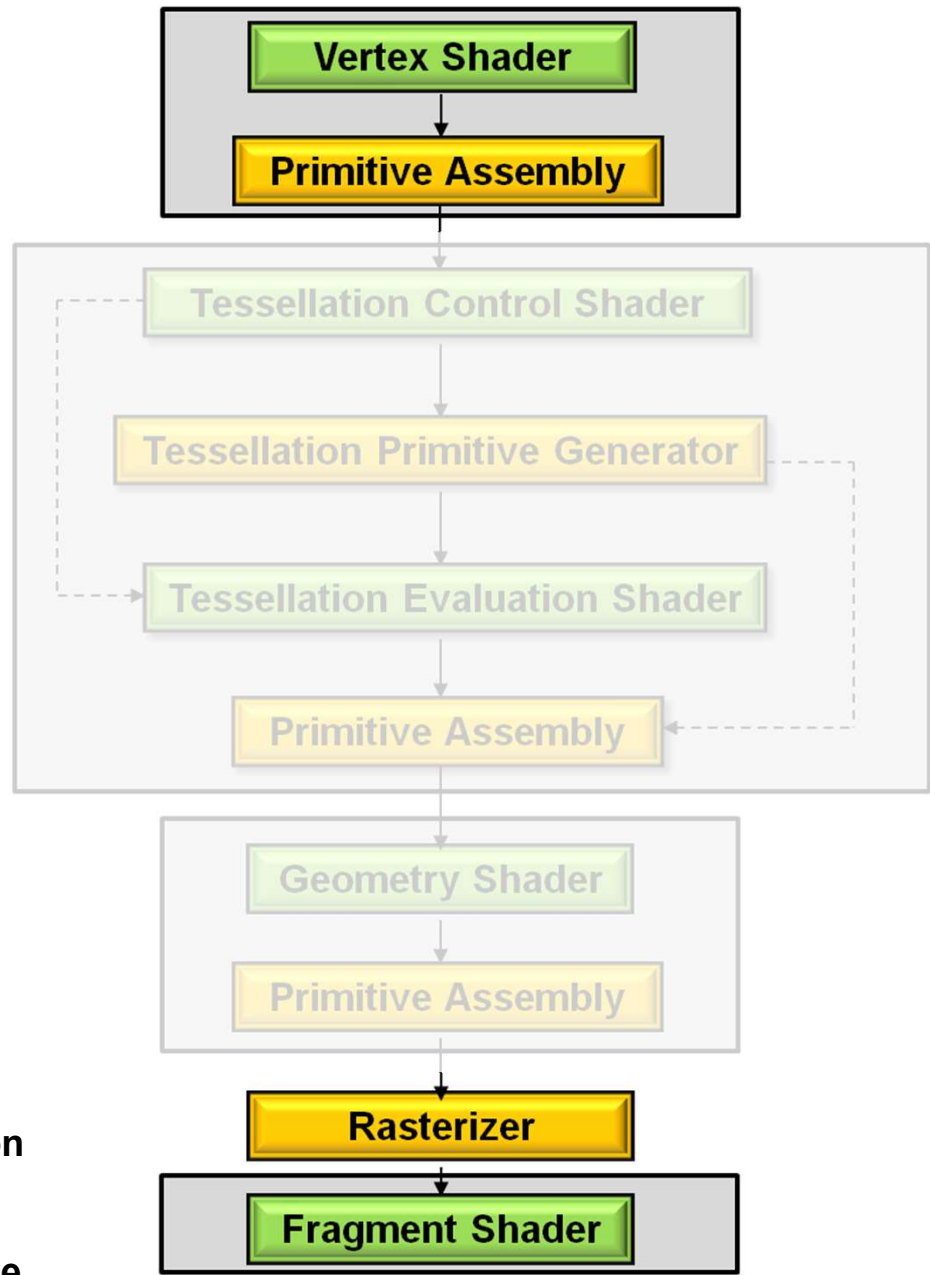 Vertex Shader
Primitive Assembly
Tessellation Control Shader
Tessellation Primitive Generator
Tessellation Evaluation Shader
Primitive Assembly
Geometry Shader
Primitive Assembly
Rasterizer
Fragment Shader